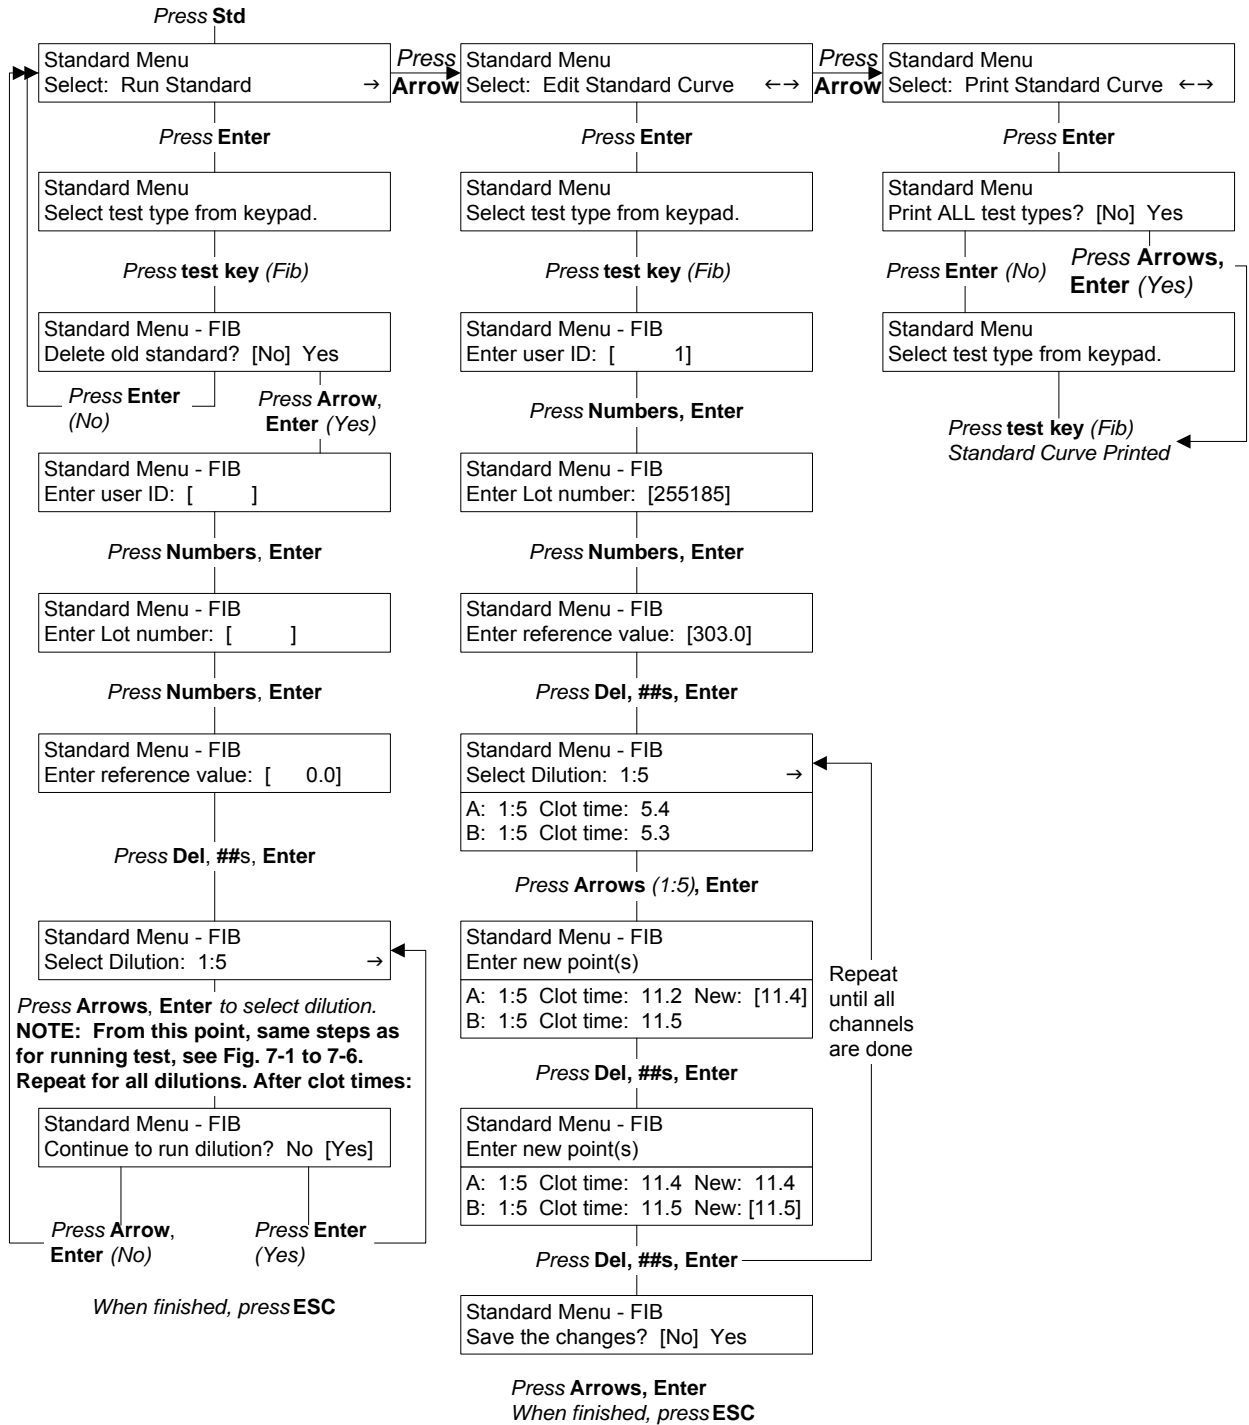 Press Std
Standard Menu
Select: Run Standard →
Press Enter
Standard Menu
Select test type from keypad.
Press test key (Fib)
Standard Menu - FIB
Delete old standard? [No] Yes
Press Enter
(No)
Press Arrow,
Enter (Yes)
Standard Menu - FIB
Enter user ID: [ ]
Press Numbers, Enter
Standard Menu - FIB
Enter Lot number: [ ]
Press Numbers, Enter
Standard Menu - FIB
Enter reference value: [ 0.0]
Press Del, ##s, Enter
Standard Menu - FIB
Select Dilution: 1:5 →
Press Arrows, Enter to select dilution.
NOTE: From this point, same steps as
for running test, see Fig. 7-1 to 7-6.
Repeat for all dilutions. After clot times:
Standard Menu - FIB
Continue to run dilution? No [Yes]
Press Arrow,
Enter (No)
Press Enter
(Yes)
When finished, press ESC
Press
Arrow
Standard Menu
Select: Edit Standard Curve ←→
Press Enter
Standard Menu
Select test type from keypad.
Press test key (Fib)
Standard Menu - FIB
Enter user ID: [ 1]
Press Numbers, Enter
Standard Menu - FIB
Enter Lot number: [255185]
Press Numbers, Enter
Standard Menu - FIB
Enter reference value: [303.0]
Press Del, ##s, Enter
Standard Menu - FIB
Select Dilution: 1:5 →
A: 1:5 Clot time: 5.4
B: 1:5 Clot time: 5.3
Press Arrows (1:5), Enter
Standard Menu - FIB
Enter new point(s)
A: 1:5 Clot time: 11.2 New: [11.4]
B: 1:5 Clot time: 11.5
Press Del, ##s, Enter
Standard Menu - FIB
Enter new point(s)
A: 1:5 Clot time: 11.4 New: 11.4
B: 1:5 Clot time: 11.5 New: [11.5]
Press Del, ##s, Enter
Repeat
until all
channels
are done
Standard Menu - FIB
Save the changes? [No] Yes
Press Arrows, Enter
When finished, press ESC
Press
Arrow
Standard Menu
Select: Print Standard Curve ←→
Press Enter
Standard Menu
Print ALL test types? [No] Yes
Press Enter (No)
Press Arrows,
Enter (Yes)
Standard Menu
Select test type from keypad.
Press test key (Fib)
Standard Curve Printed